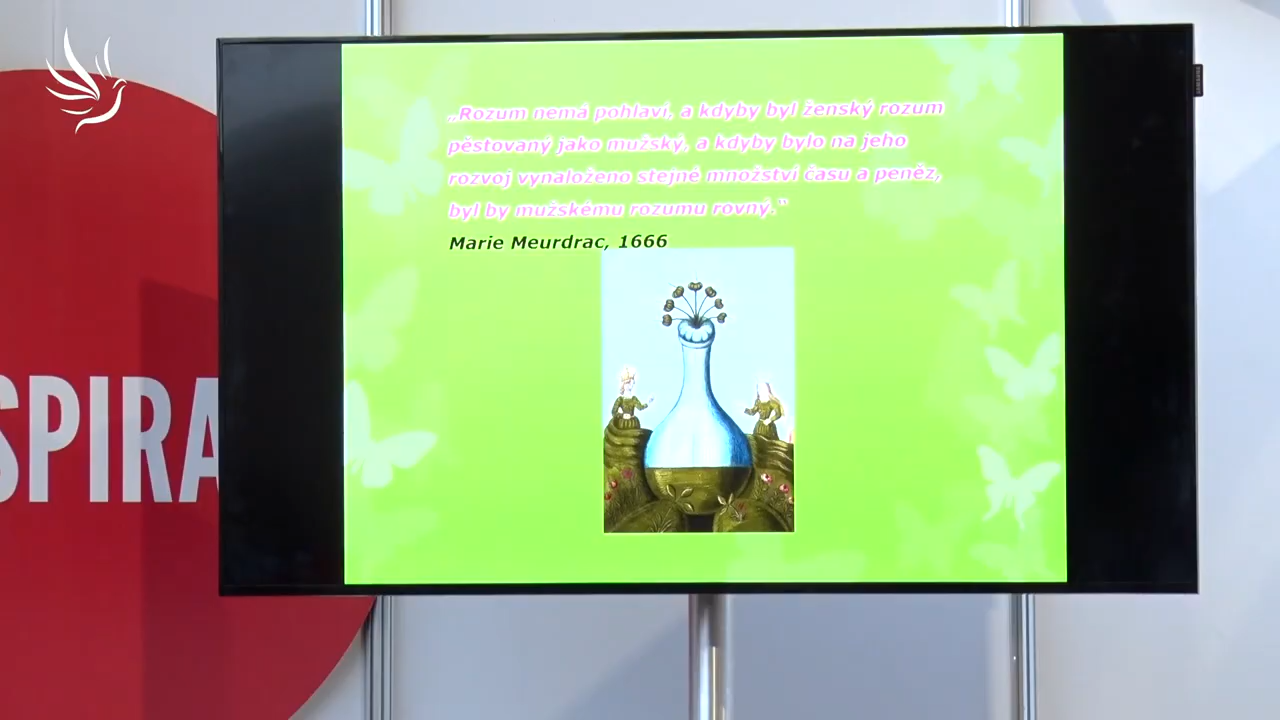 „Rozum nemá pohlaví, a kdyby byl ženský rozum
pěstovaný jako mužský, a kdyby bylo na jeho
rozvoj vynaloženo stejné množství času a peněz,
byl by mužskému rozumu rovný."
Marie Meurdrac, 1666
SPIRA